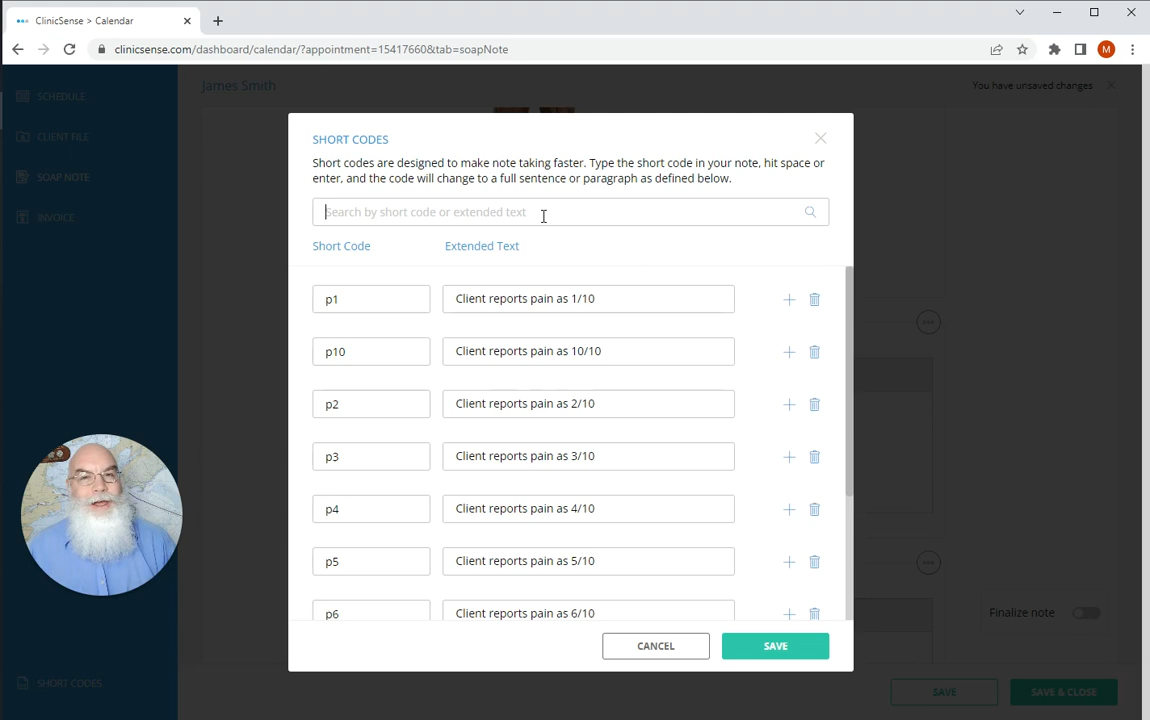 ClinicSense > Calendar
clinicsense.com/dashboard/calendar/?appointment=15417660&tab=soapNote
M
SCHEDULE
CLIENT FILE
SOAP NOTE
INVOICE
SHORT CODES
James Smith
You have unsaved changes
SHORT CODES
Short codes are designed to make note taking faster. Type the short code in your note, hit space or
enter, and the code will change to a full sentence or paragraph as defined below.
Search by short code or extended text
Short Code Extended Text
p1 Client reports pain as 1/10
p10 Client reports pain as 10/10
p2 Client reports pain as 2/10
p3 Client reports pain as 3/10
p4 Client reports pain as 4/10
p5 Client reports pain as 5/10
p6 Client reports pain as 6/10
CANCEL SAVE
Finalize note
SAVE SAVE & CLOSE